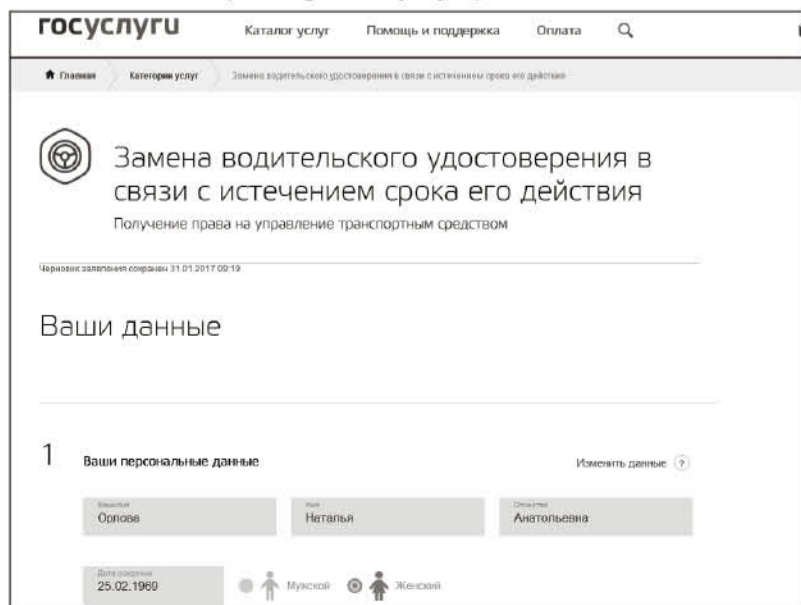 госуслуги
Каталог услуг Помощь и поддержка Оплата
Главная Категории услуг Замена водительского удостоверения в связи с истечением срока его действия
Замена водительского удостоверения в
связи с истечением срока его действия
Получение права на управление транспортным средством
Черновик заявления сохранен 31.01.2017 09:19
Ваши данные
1 Ваши персональные данные Изменить данные ?
Фамилия Имя Отчество
Орлова Наталья Анатольевна
Дата рождения
25.02.1969 Мужской Женский